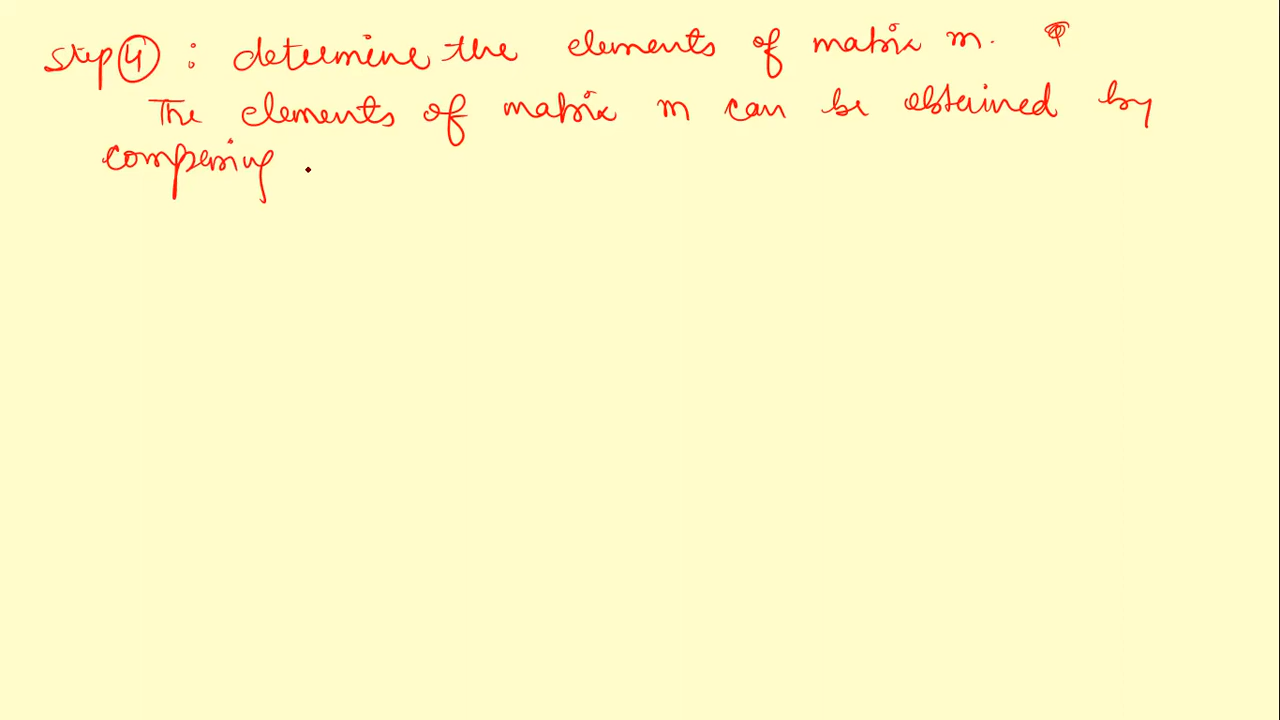 Step 4 : determine the elements of matrix m.
The elements of matrix m can be obtained by
comparing